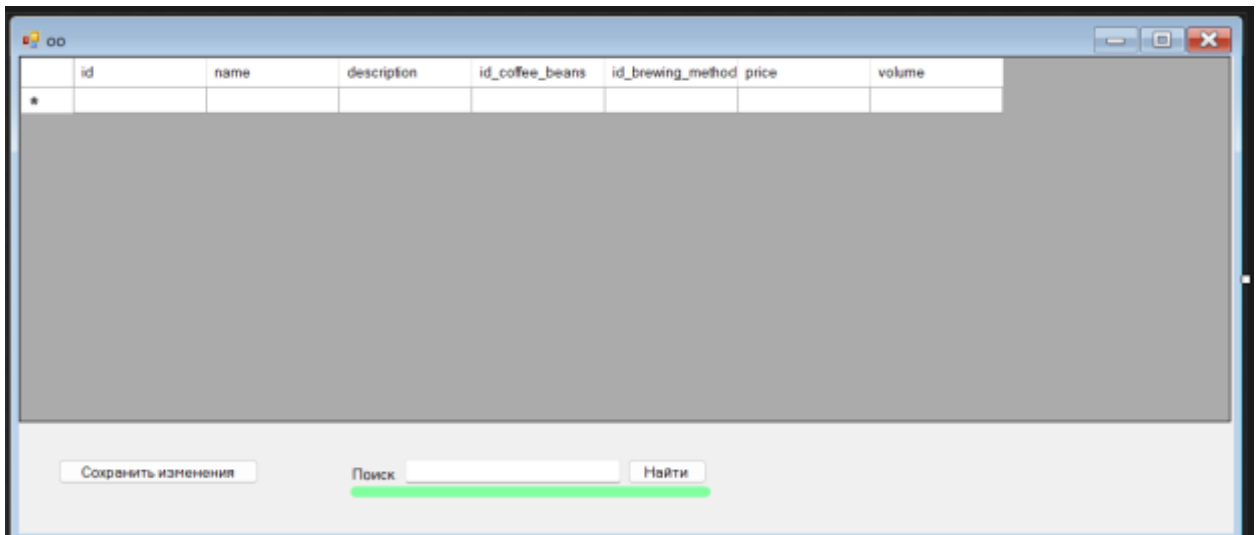 oo
id name description id_coffee_beans id_brewing_method price volume
*
Сохранить изменения Поиск Найти